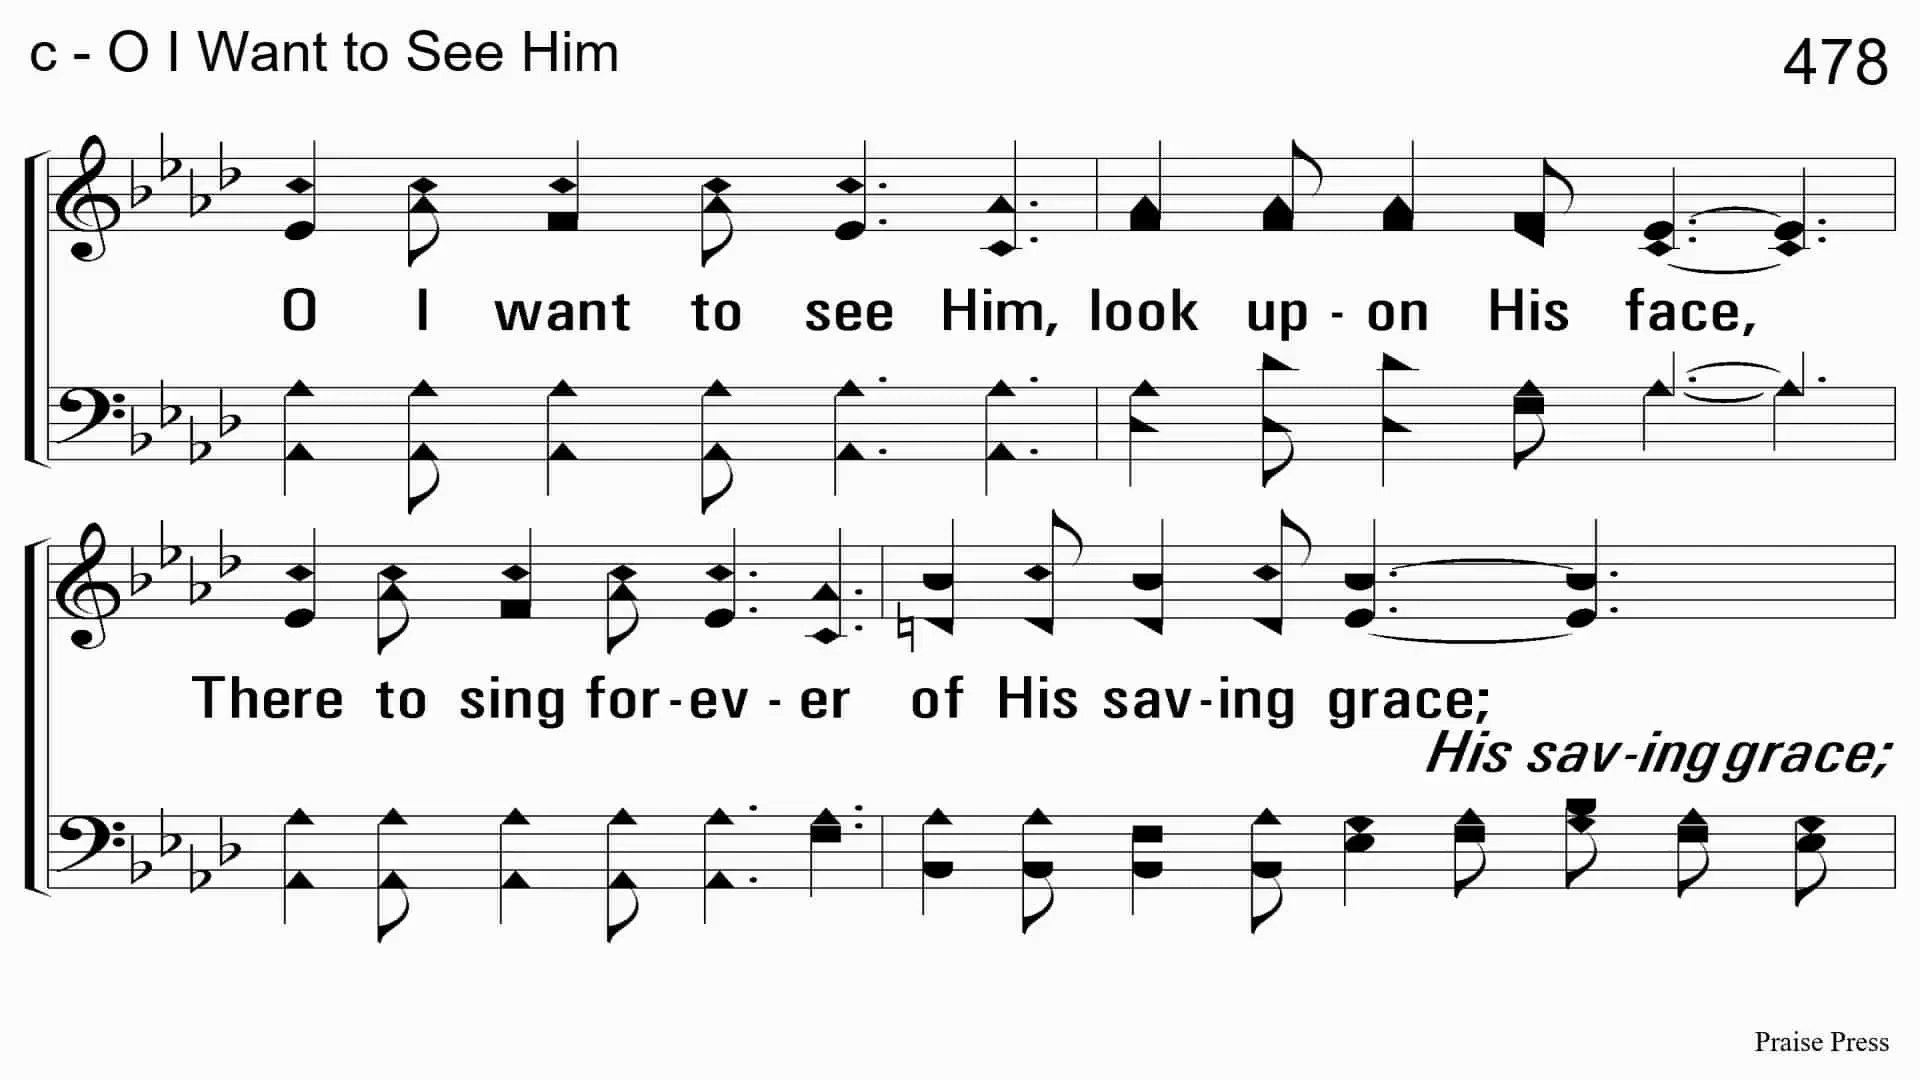 c - O I Want to See Him
478
O I want to see Him, look up - on His face,
There to sing for-ev - er of His sav-ing grace;
His sav-ing grace;
Praise Press